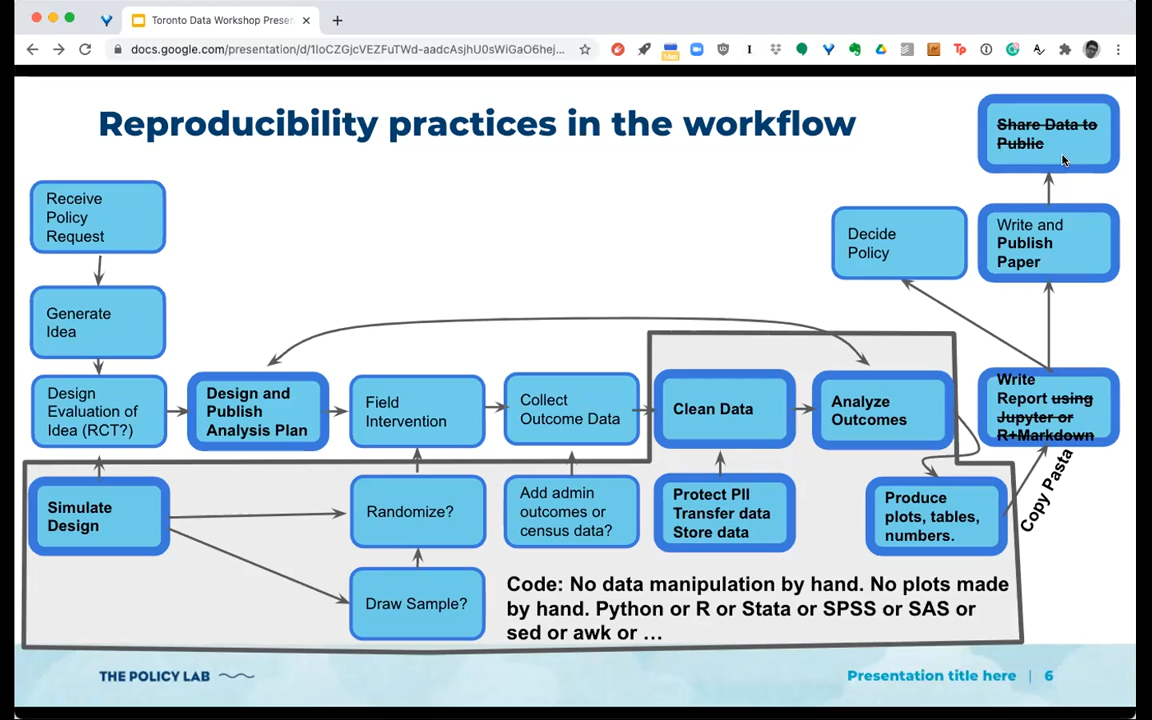 Toronto Data Workshop Presen
docs.google.com/presentation/d/1loCZGjcVEZFuTWd-aadcAsjhU0sWiGaO6hej...
Reproducibility practices in the workflow
Share Data to
Public
Receive
Policy
Request
Write and
Publish
Paper
Decide
Policy
Generate
Idea
Design
Evaluation of
Idea (RCT?)
Design and
Publish
Analysis Plan
Field
Intervention
Collect
Outcome Data
Clean Data
Analyze
Outcomes
Write
Report using
Jupyter or
R+Markdown
Copy Pasta
Simulate
Design
Randomize?
Add admin
outcomes or
census data?
Protect PII
Transfer data
Store data
Produce
plots, tables,
numbers.
Draw Sample?
Code: No data manipulation by hand. No plots made
by hand. Python or R or Stata or SPSS or SAS or
sed or awk or …
THE POLICY LAB
Presentation title here | 6